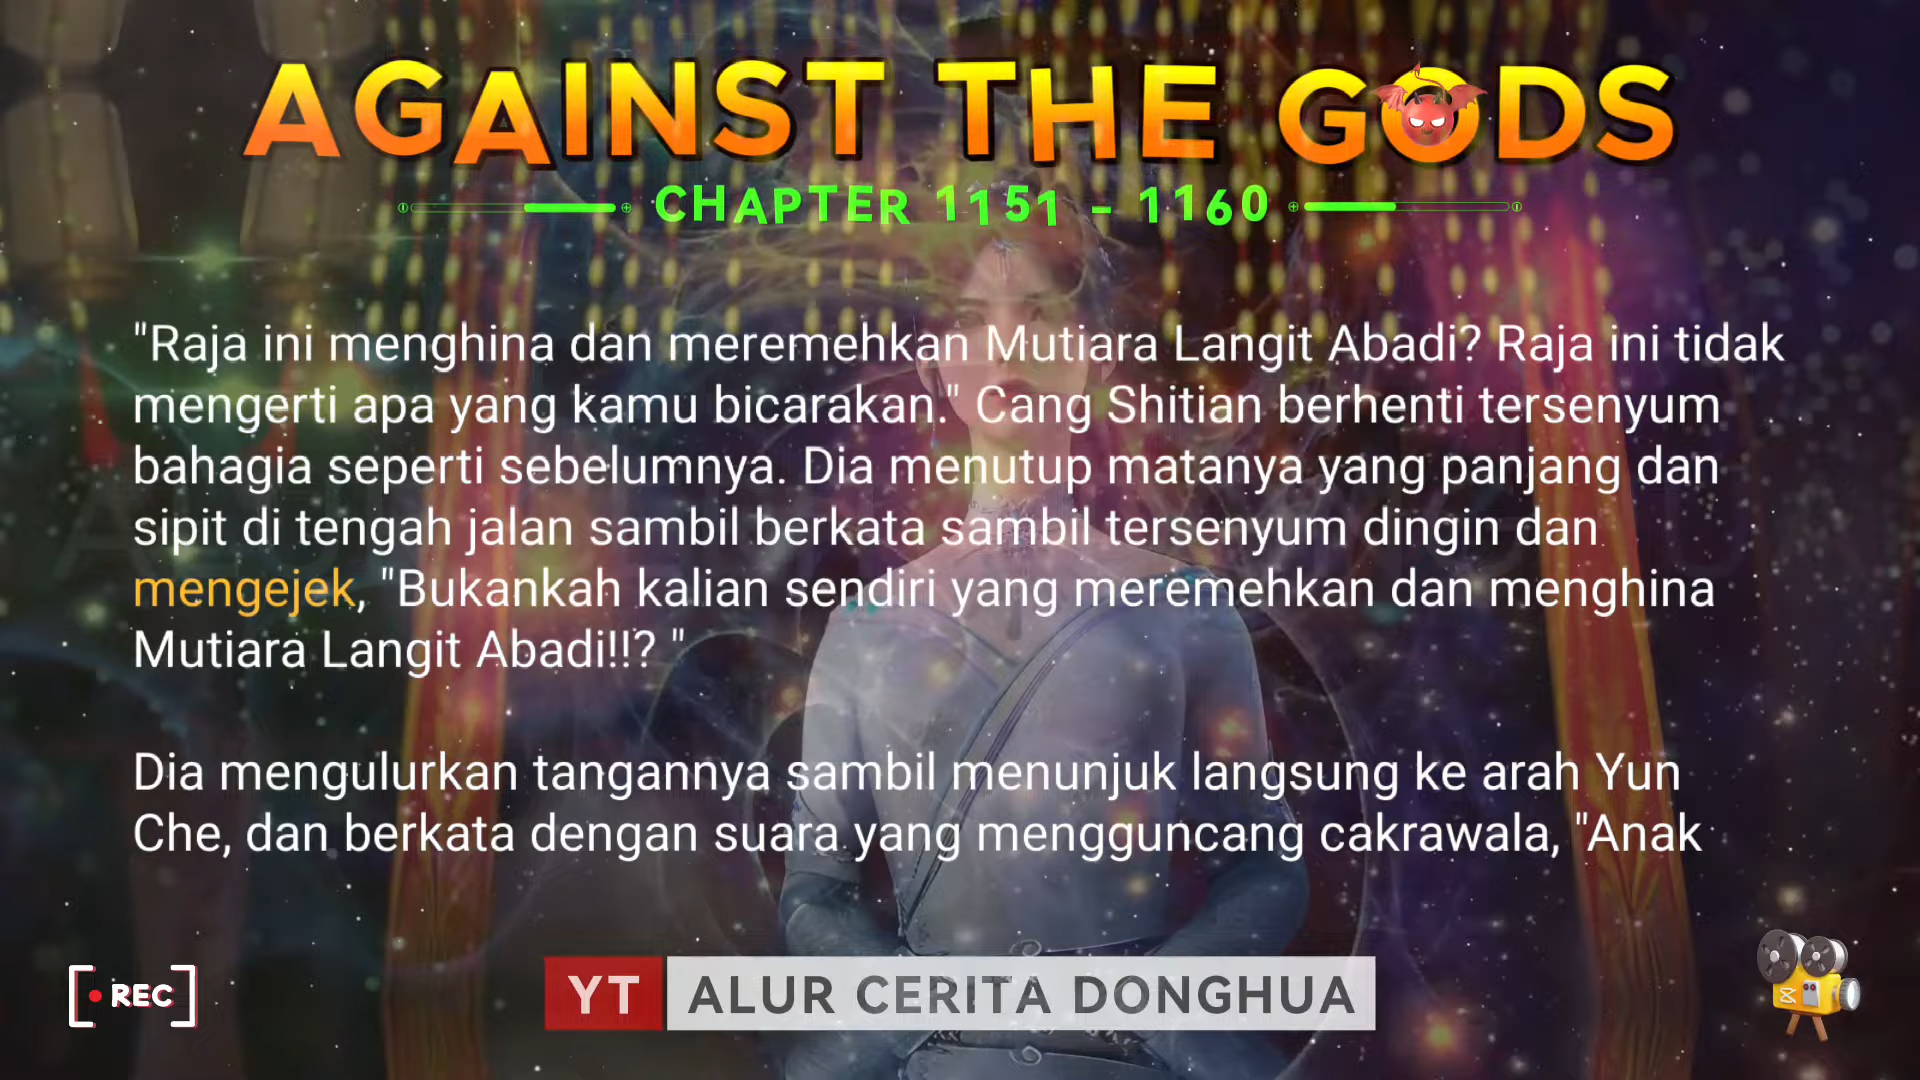 AGAINST THE GODS
CHAPTER 1151 - 1160
"Raja ini menghina dan meremehkan Mutiara Langit Abadi? Raja ini tidak
mengerti apa yang kamu bicarakan." Cang Shitian berhenti tersenyum
bahagia seperti sebelumnya. Dia menutup matanya yang panjang dan
sipit di tengah jalan sambil berkata sambil tersenyum dingin dan
mengejek, "Bukankah kalian sendiri yang meremehkan dan menghina
Mutiara Langit Abadi!!? "
Dia mengulurkan tangannya sambil menunjuk langsung ke arah Yun
Che, dan berkata dengan suara yang mengguncang cakrawala, "Anak
REC
YT ALUR CERITA DONGHUA